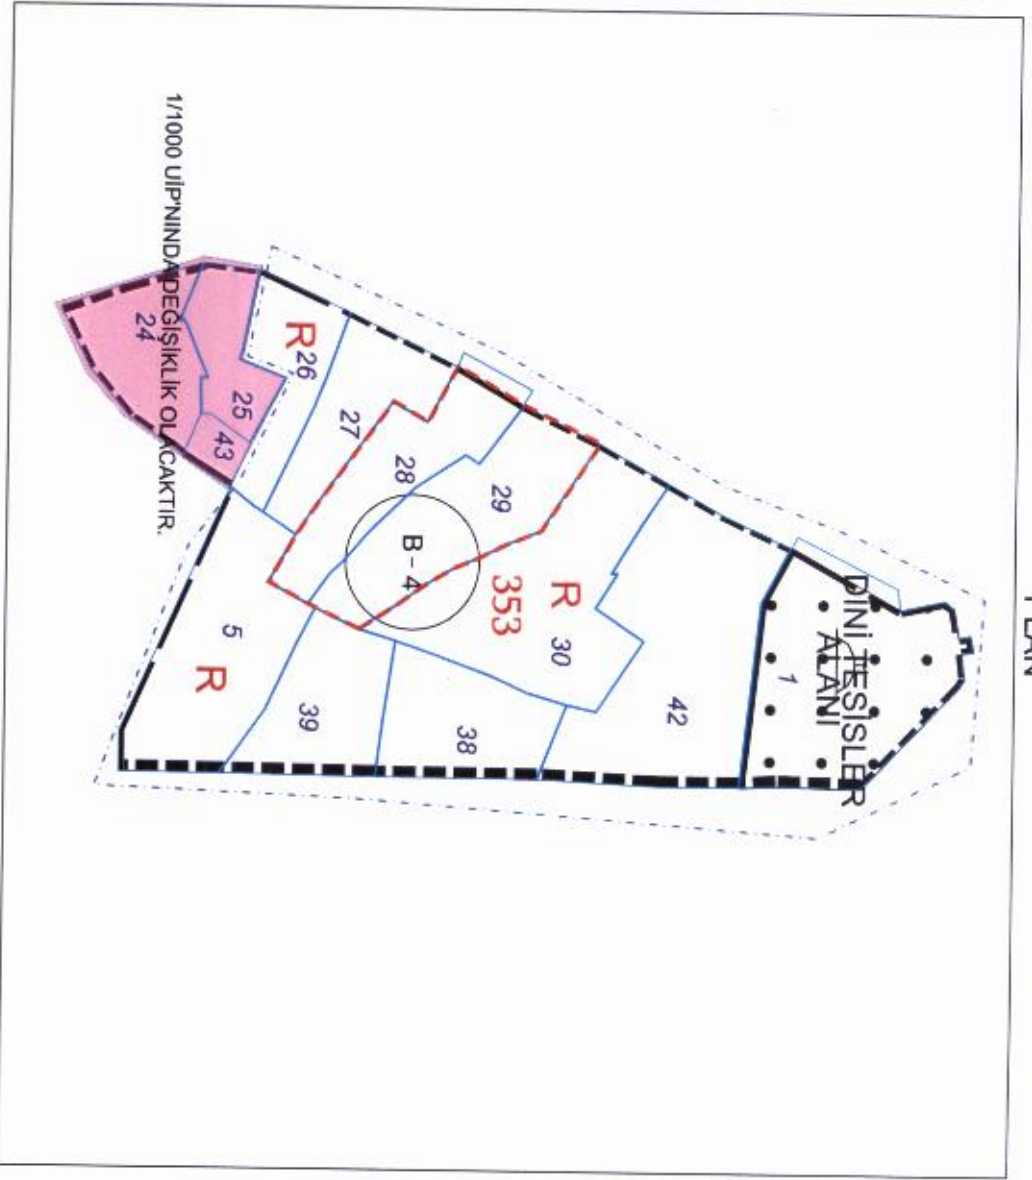 PLAN
DİNİ TESİSLER
ALANI
1
42
R
30
353
38
29
B - 4
28
39
27
R
26
5
R
25
43
24
1/1000 UİP'NINDA DEĞİŞİKLİK OLACAKTIR.